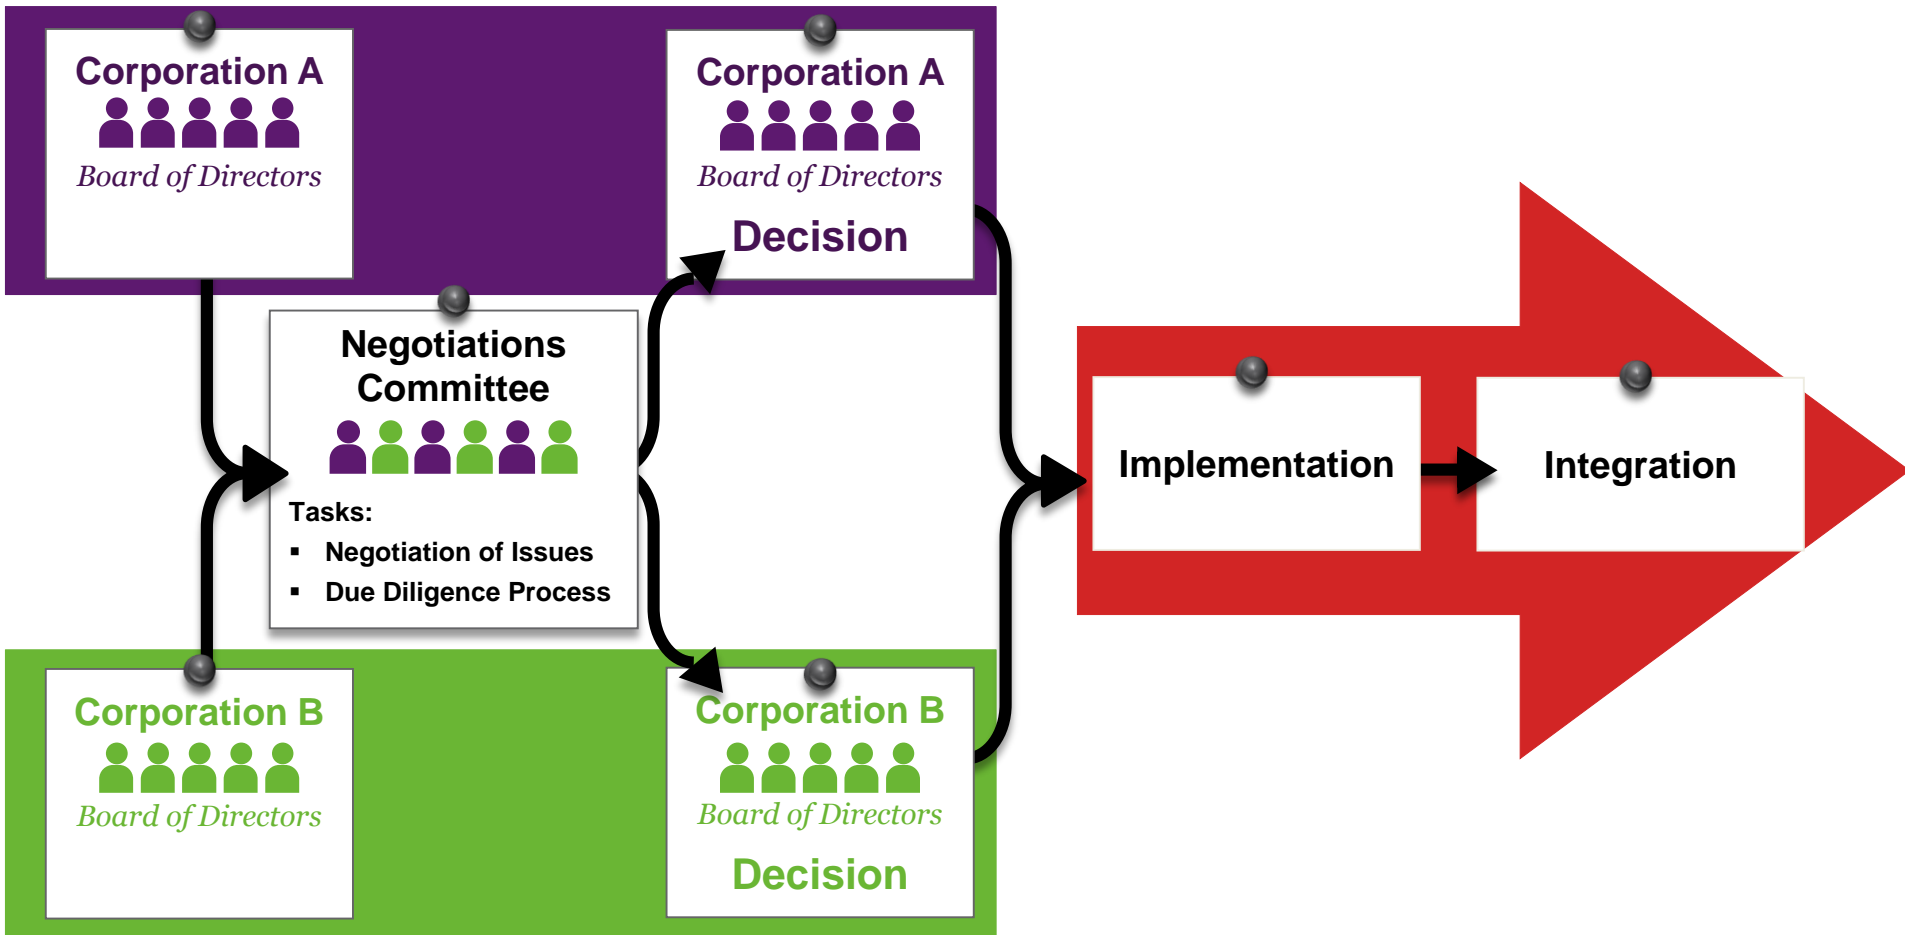 Corporation A
Board of Directors
Corporation A
Board of Directors
Decision
Negotiations
Committee
Tasks:
▪ Negotiation of Issues
▪ Due Diligence Process
Corporation B
Board of Directors
Corporation B
Board of Directors
Decision
Implementation
Integration